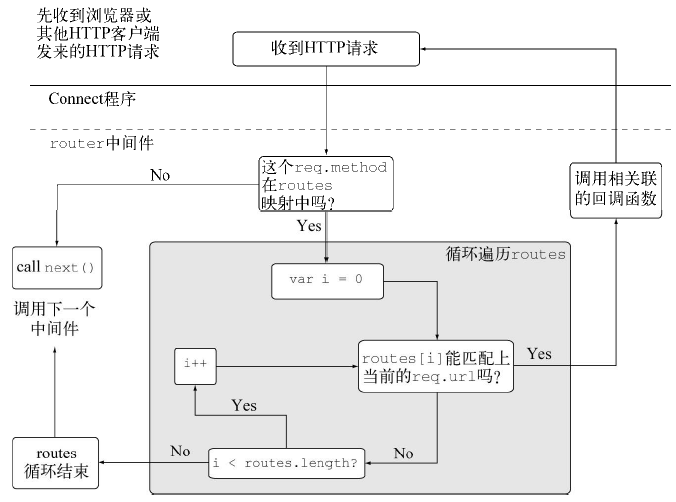 先收到浏览器或
其他HTTP客户端
发来的HTTP请求
收到HTTP请求
Connect程序
router中间件
No
这个req.method
在routes
映射中吗?
调用相关联
的回调函数
Yes
循环遍历routes
call next()
var i = 0
调用下一个
中间件
i++
routes[i]能匹配上
当前的req.url吗?
Yes
Yes
No
No
routes
循环结束
i < routes.length?